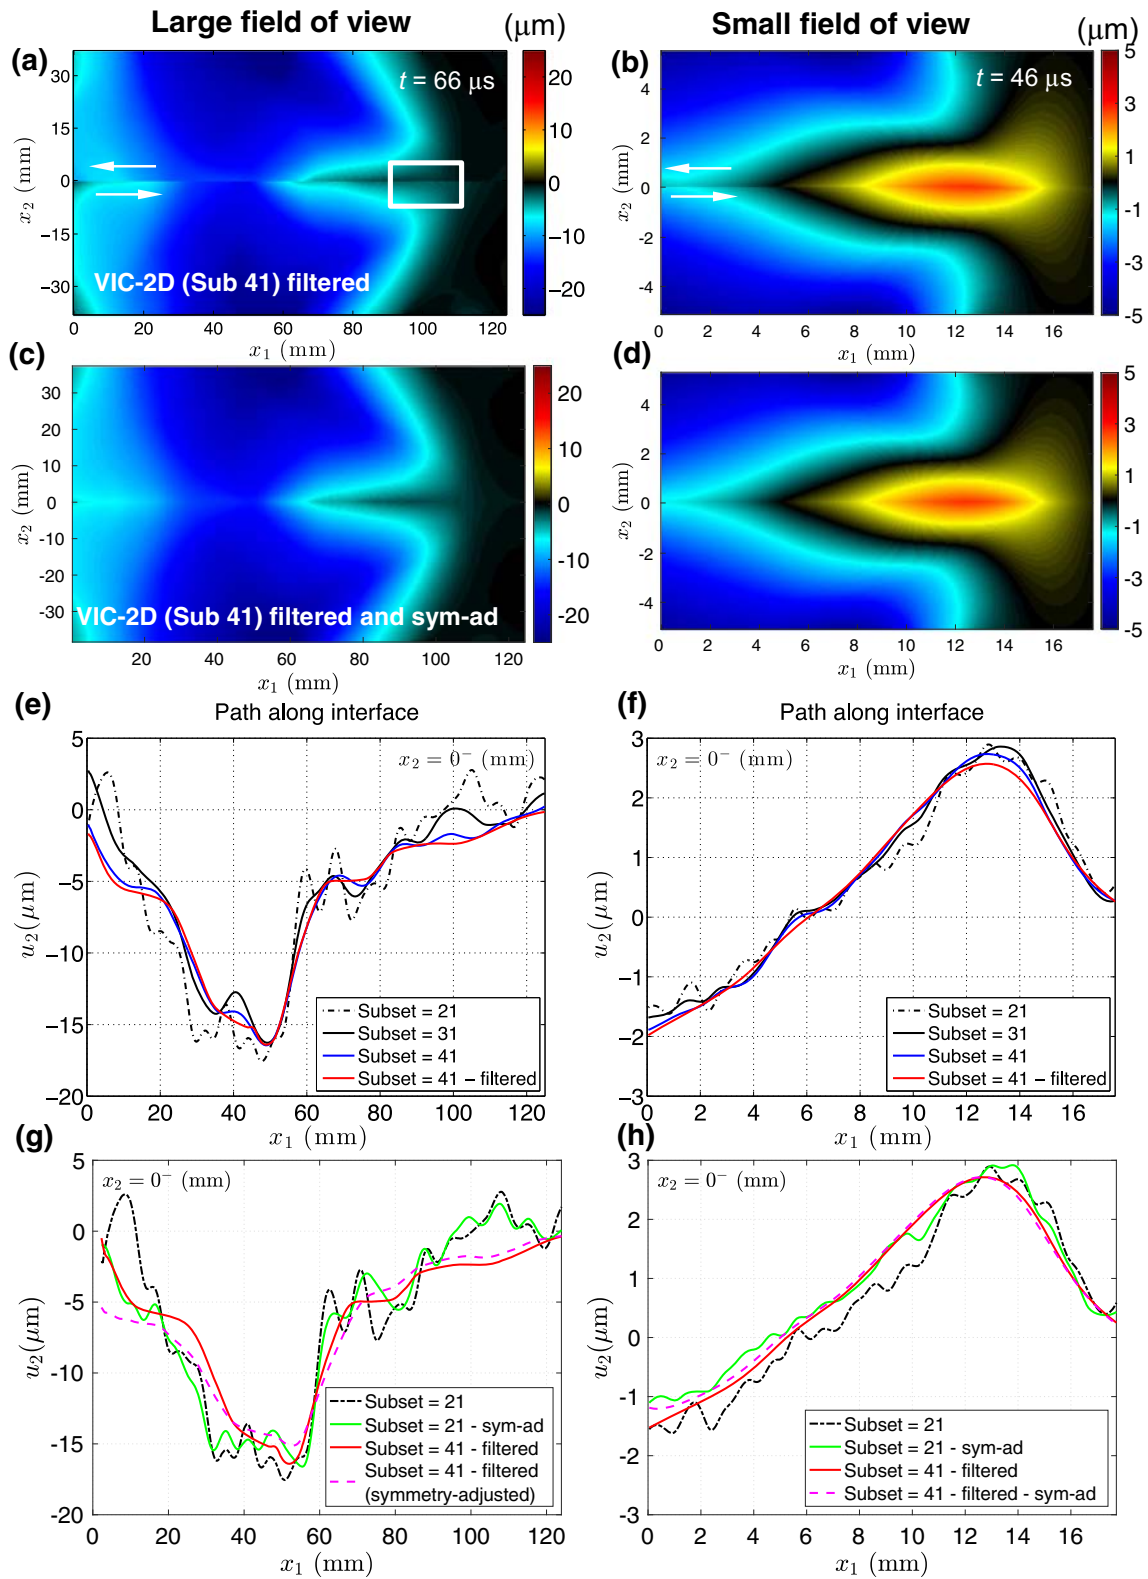 Large field of view
(μm)
Small field of view
(μm)
(a)
t = 66 μs
30
15
0
−15
−30
x2 (mm)
VIC-2D (Sub 41) filtered
0 20 40 60 80 100 120
x1 (mm)
20
10
0
−10
−20
(b)
t = 46 μs
4
2
0
-2
-4
x2 (mm)
0 2 4 6 8 10 12 14 16
x1 (mm)
5
3
1
-1
-3
-5
(c)
30
20
10
0
−10
−20
−30
x2 (mm)
VIC-2D (Sub 41) filtered and sym-ad
20 40 60 80 100 120
x1 (mm)
20
10
0
−10
−20
(d)
4
2
0
-2
-4
x2 (mm)
0 2 4 6 8 10 12 14 16
x1 (mm)
5
3
1
-1
-3
-5
(e)
Path along interface
x2 = 0− (mm)
5
0
−5
−10
−15
−20
u2(μm)
Subset = 21
Subset = 31
Subset = 41
Subset = 41 – filtered
0 20 40 60 80 100 120
x1 (mm)
(f)
Path along interface
x2 = 0− (mm)
3
2
1
0
−1
−2
−3
u2(μm)
Subset = 21
Subset = 31
Subset = 41
Subset = 41 – filtered
0 2 4 6 8 10 12 14 16
x1 (mm)
(g)
x2 = 0− (mm)
5
0
-5
-10
-15
-20
u2(μm)
Subset = 21
Subset = 21 - sym-ad
Subset = 41 - filtered
Subset = 41 - filtered
(symmetry-adjusted)
0 20 40 60 80 100 120
x1 (mm)
(h)
x2 = 0− (mm)
3
2
1
0
-1
-2
-3
u2(μm)
Subset = 21
Subset = 21 - sym-ad
Subset = 41 - filtered
Subset = 41 - filtered - sym-ad
0 2 4 6 8 10 12 14 16
x1 (mm)